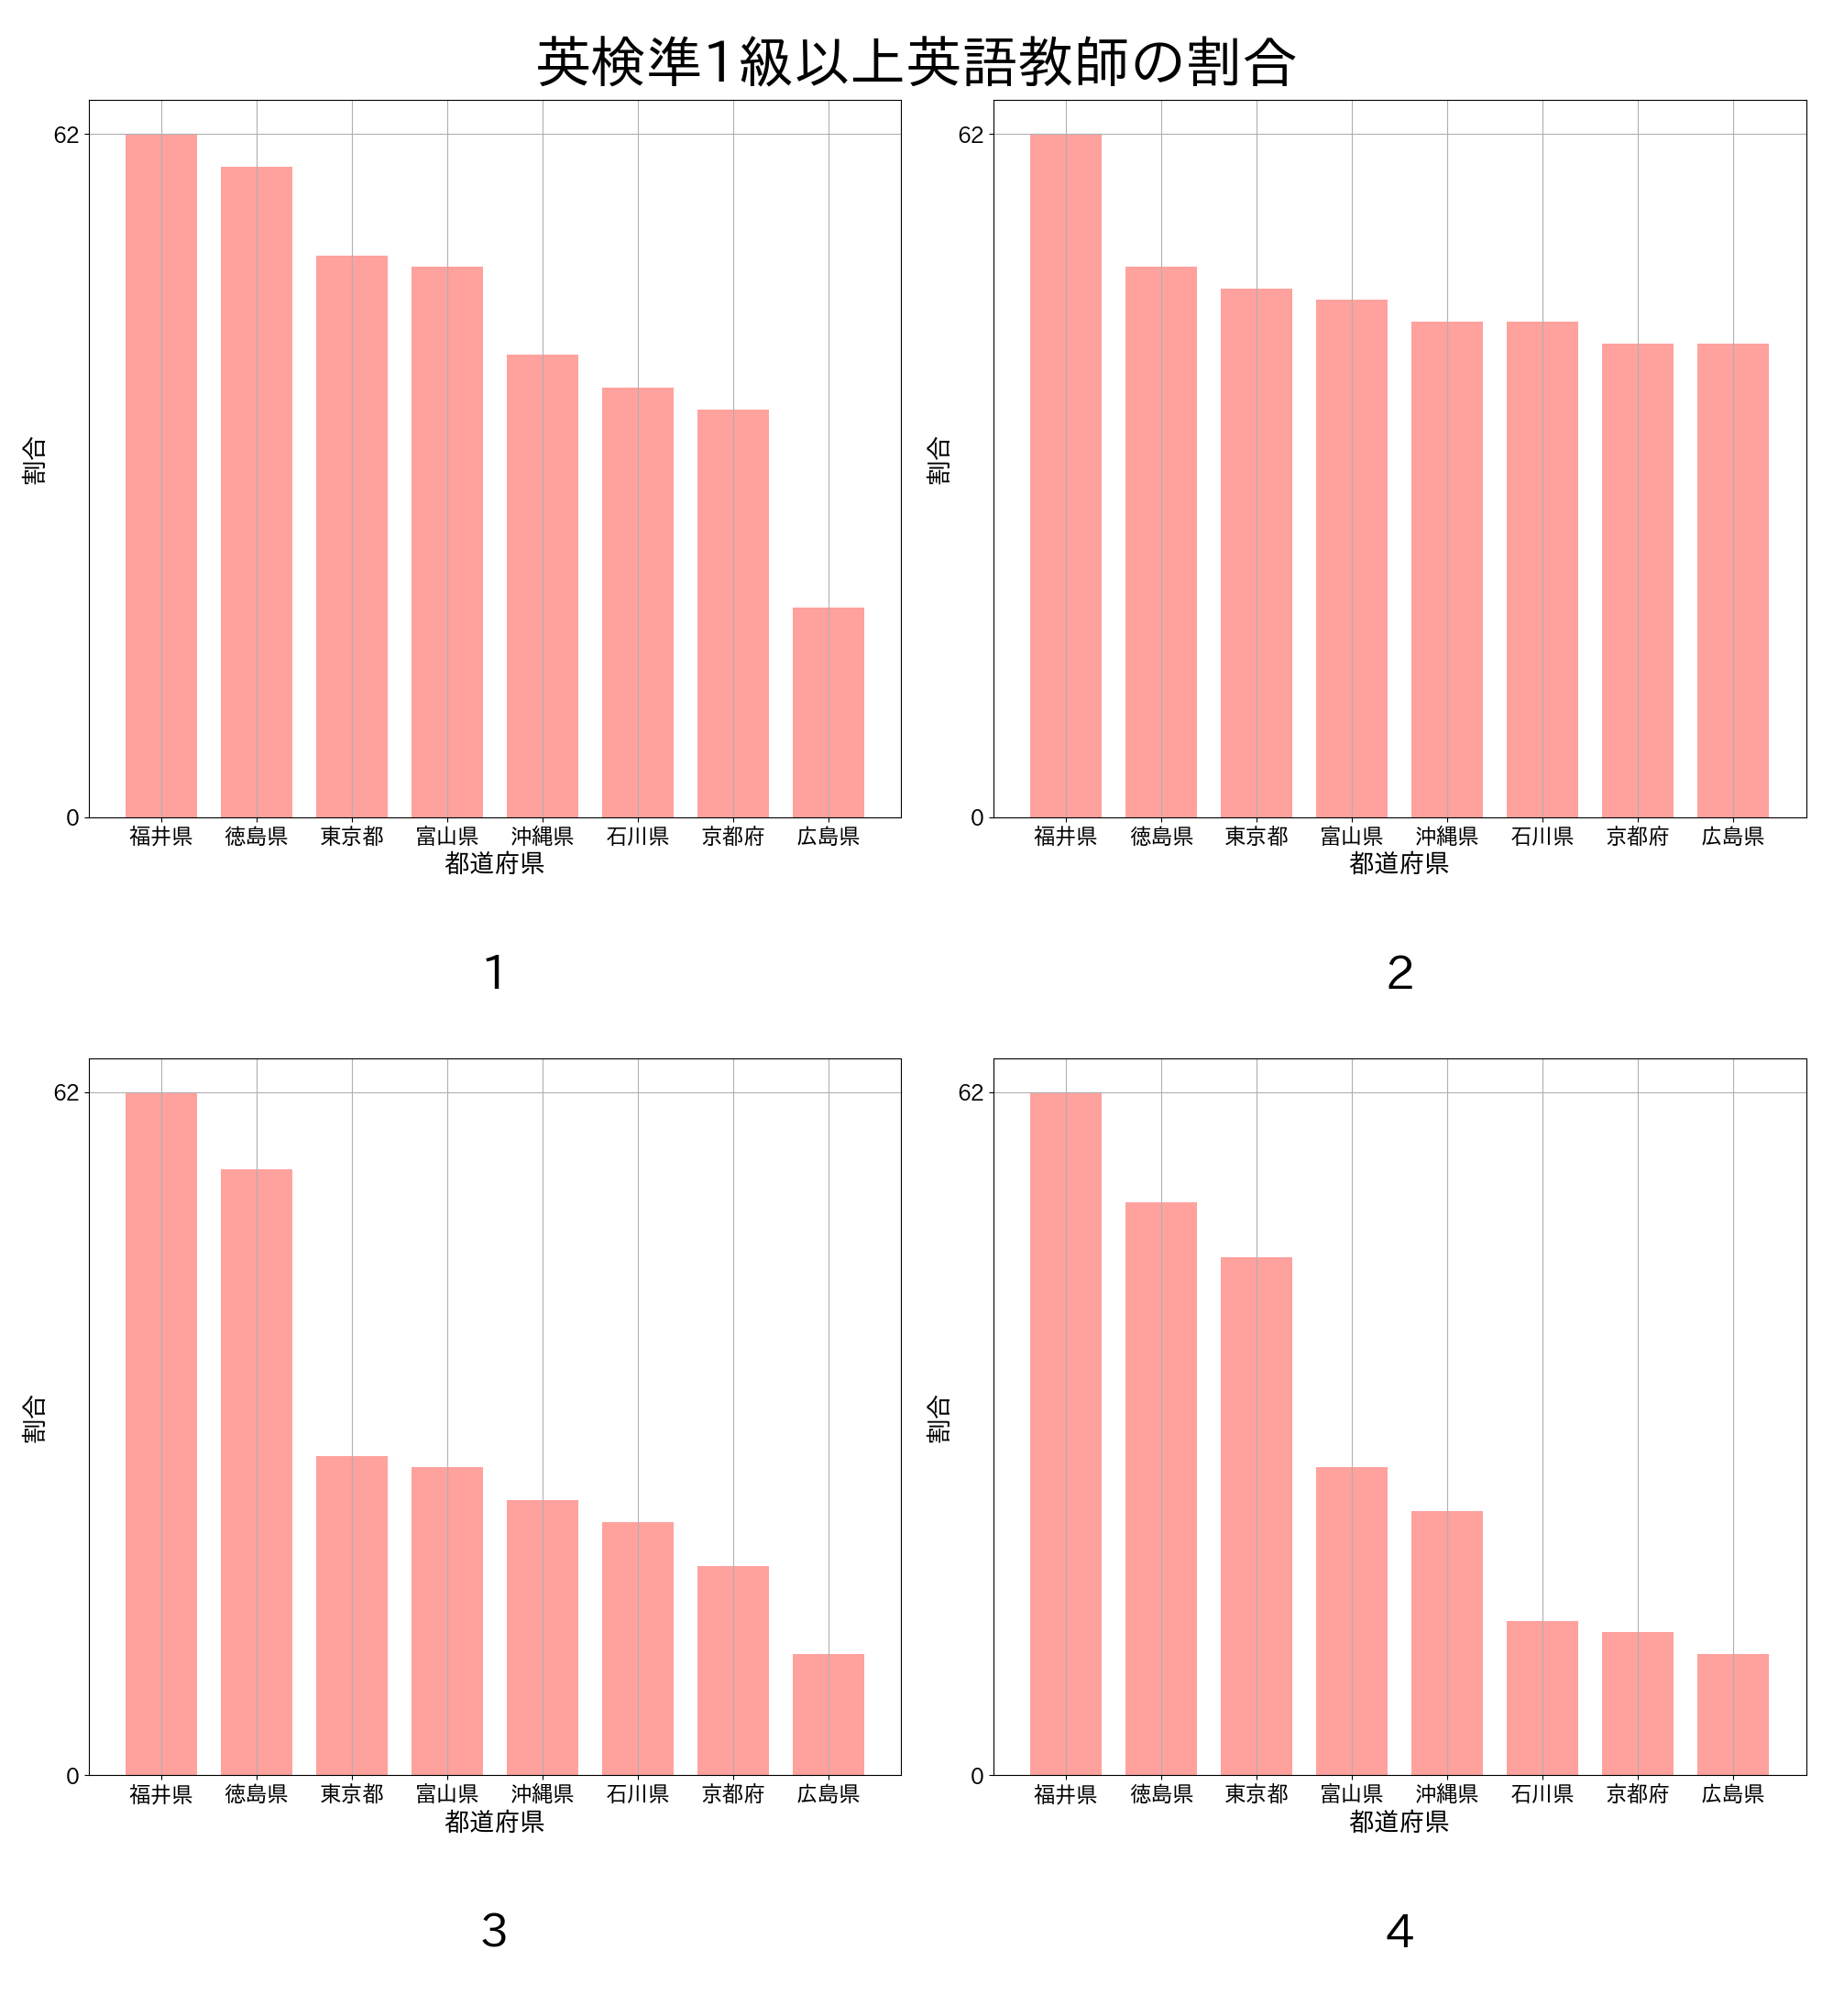 英検準1級以上英語教師の割合
62
0
割合
福井県 徳島県 東京都 富山県 沖縄県 石川県 京都府 広島県
都道府県
1
62
0
割合
福井県 徳島県 東京都 富山県 沖縄県 石川県 京都府 広島県
都道府県
2
62
0
割合
福井県 徳島県 東京都 富山県 沖縄県 石川県 京都府 広島県
都道府県
3
62
0
割合
福井県 徳島県 東京都 富山県 沖縄県 石川県 京都府 広島県
都道府県
4